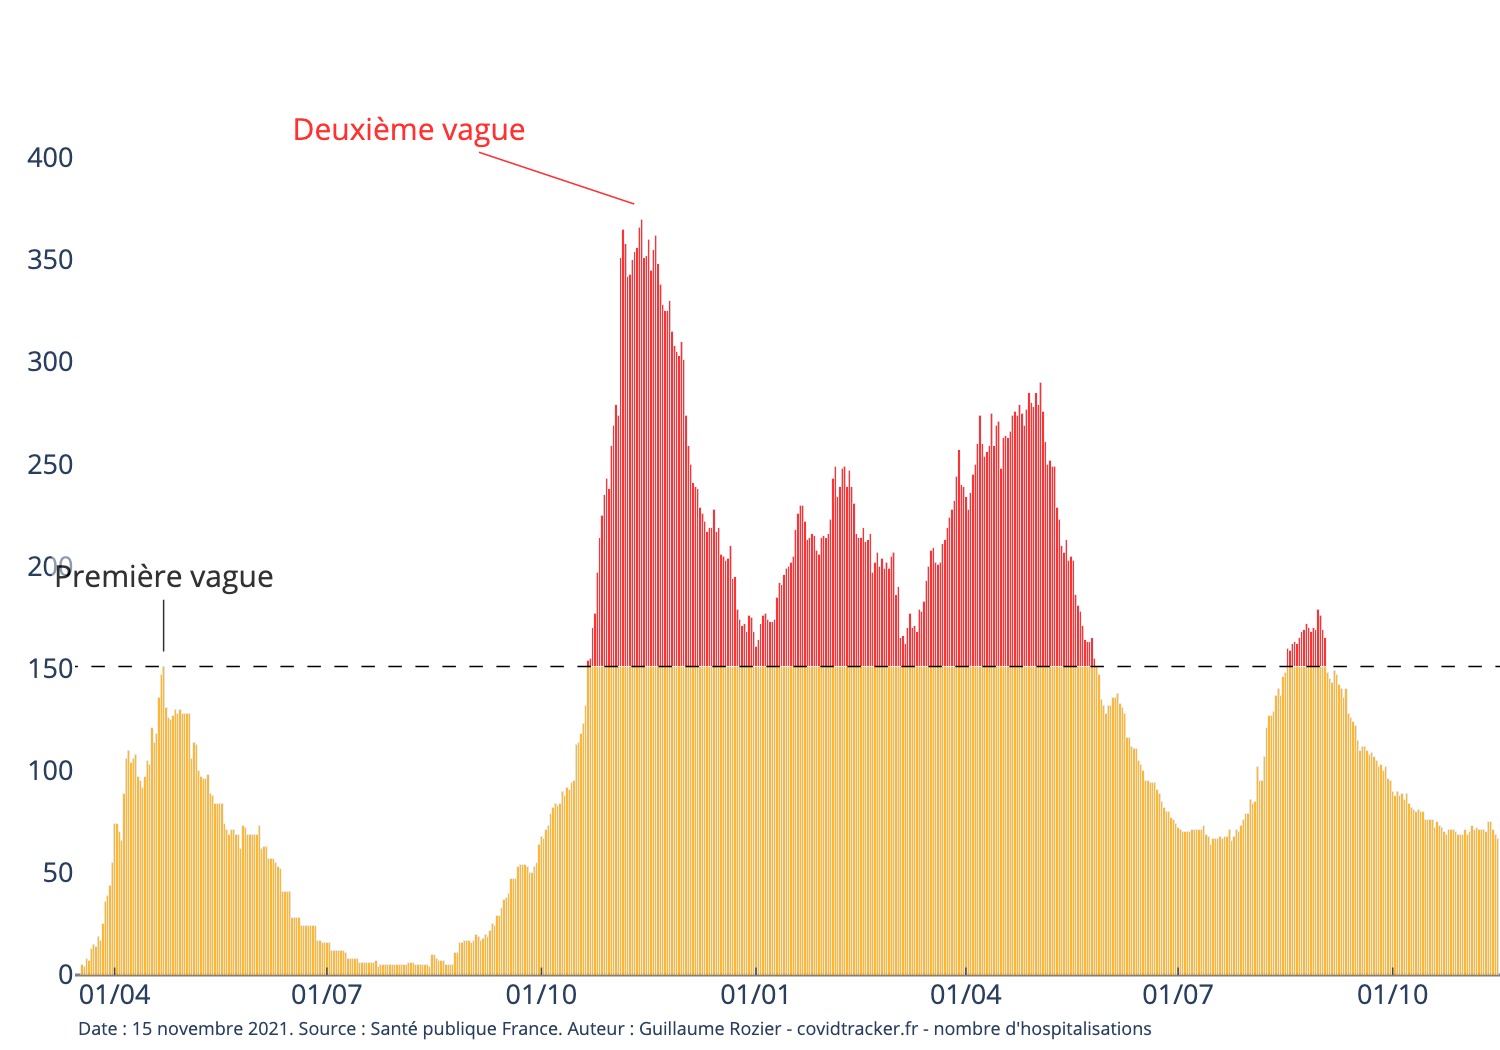 Deuxième vague
400
350
300
250
200
Première vague
150
100
50
0
01/04 01/07 01/10 01/01 01/04 01/07 01/10
Date : 15 novembre 2021. Source : Santé publique France. Auteur : Guillaume Rozier - covidtracker.fr - nombre d'hospitalisations